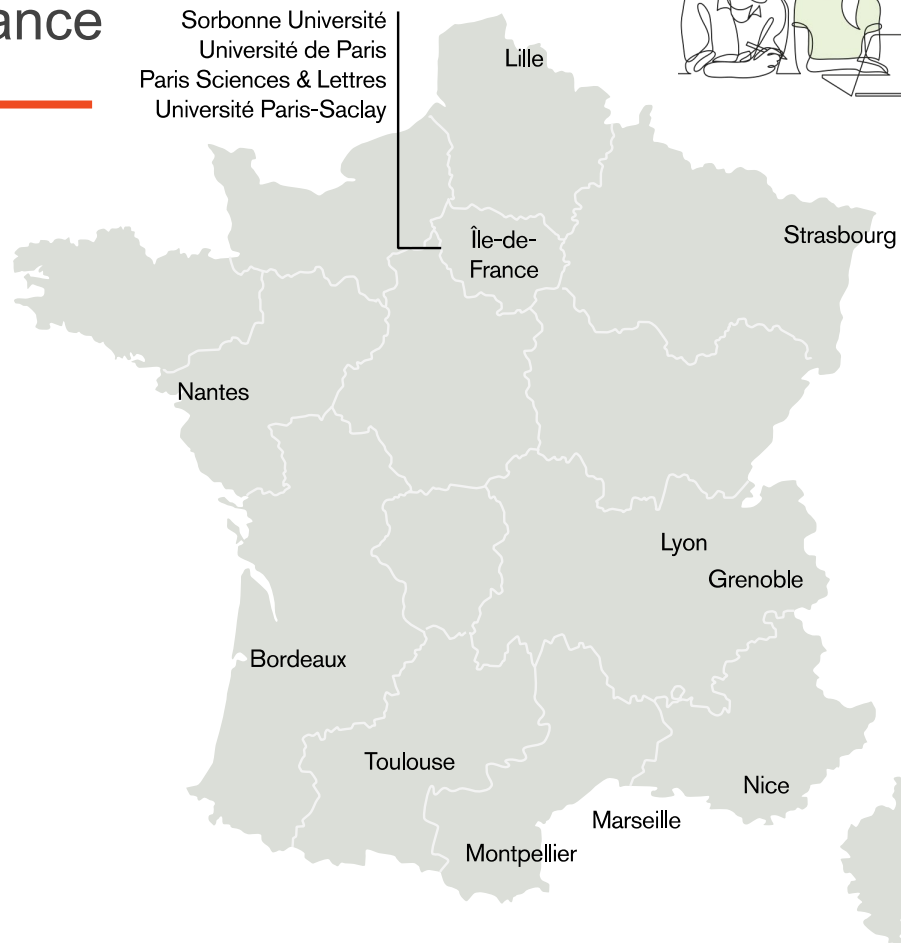 ance
Sorbonne Université
Université de Paris
Paris Sciences & Lettres
Université Paris-Saclay
Lille
Île-de-
France
Strasbourg
Nantes
Lyon
Grenoble
Bordeaux
Toulouse
Nice
Marseille
Montpellier